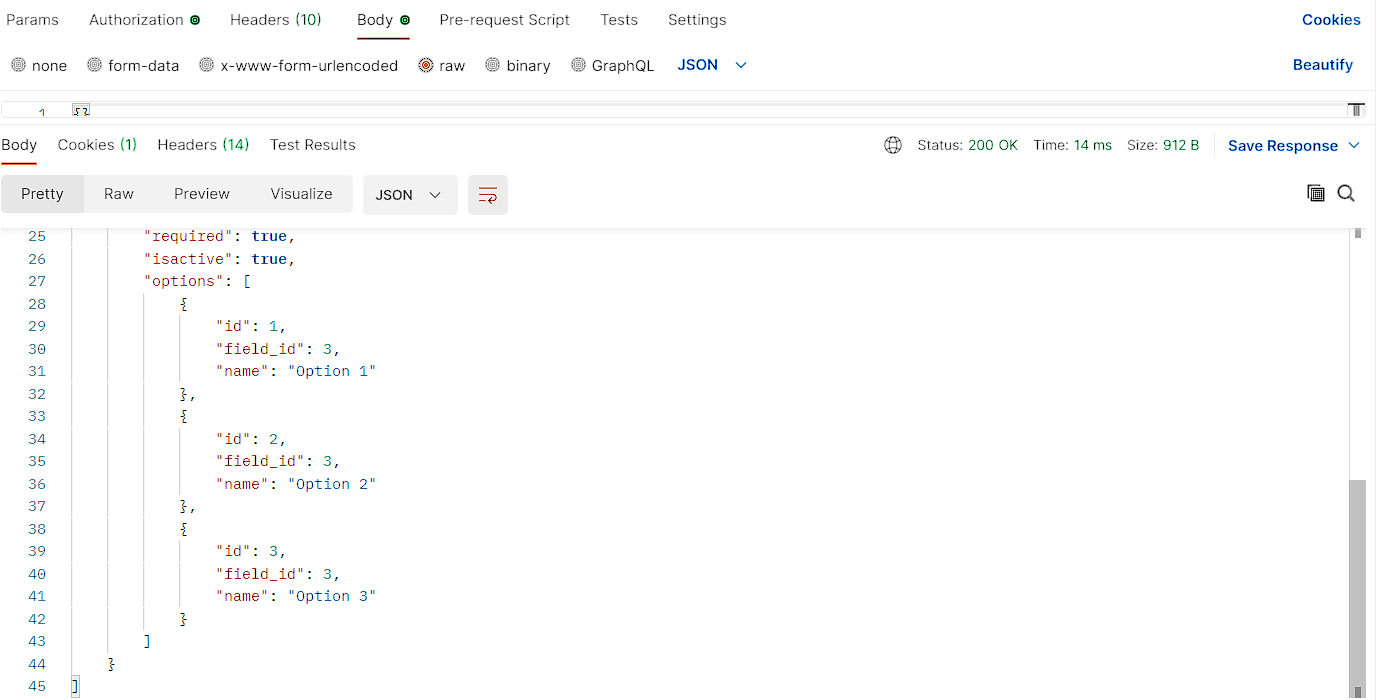 Params Authorization Headers (10) Body Pre-request Script Tests Settings Cookies
none form-data x-www-form-urlencoded raw binary GraphQL JSON Beautify
1 {}
Body Cookies (1) Headers (14) Test Results Status: 200 OK Time: 14 ms Size: 912 B Save Response
Pretty Raw Preview Visualize JSON
25 "required": true,
26 "isactive": true,
27 "options": [
28 {
29 "id": 1,
30 "field_id": 3,
31 "name": "Option 1"
32 },
33 {
34 "id": 2,
35 "field_id": 3,
36 "name": "Option 2"
37 },
38 {
39 "id": 3,
40 "field_id": 3,
41 "name": "Option 3"
42 }
43 ]
44 }
45 ]